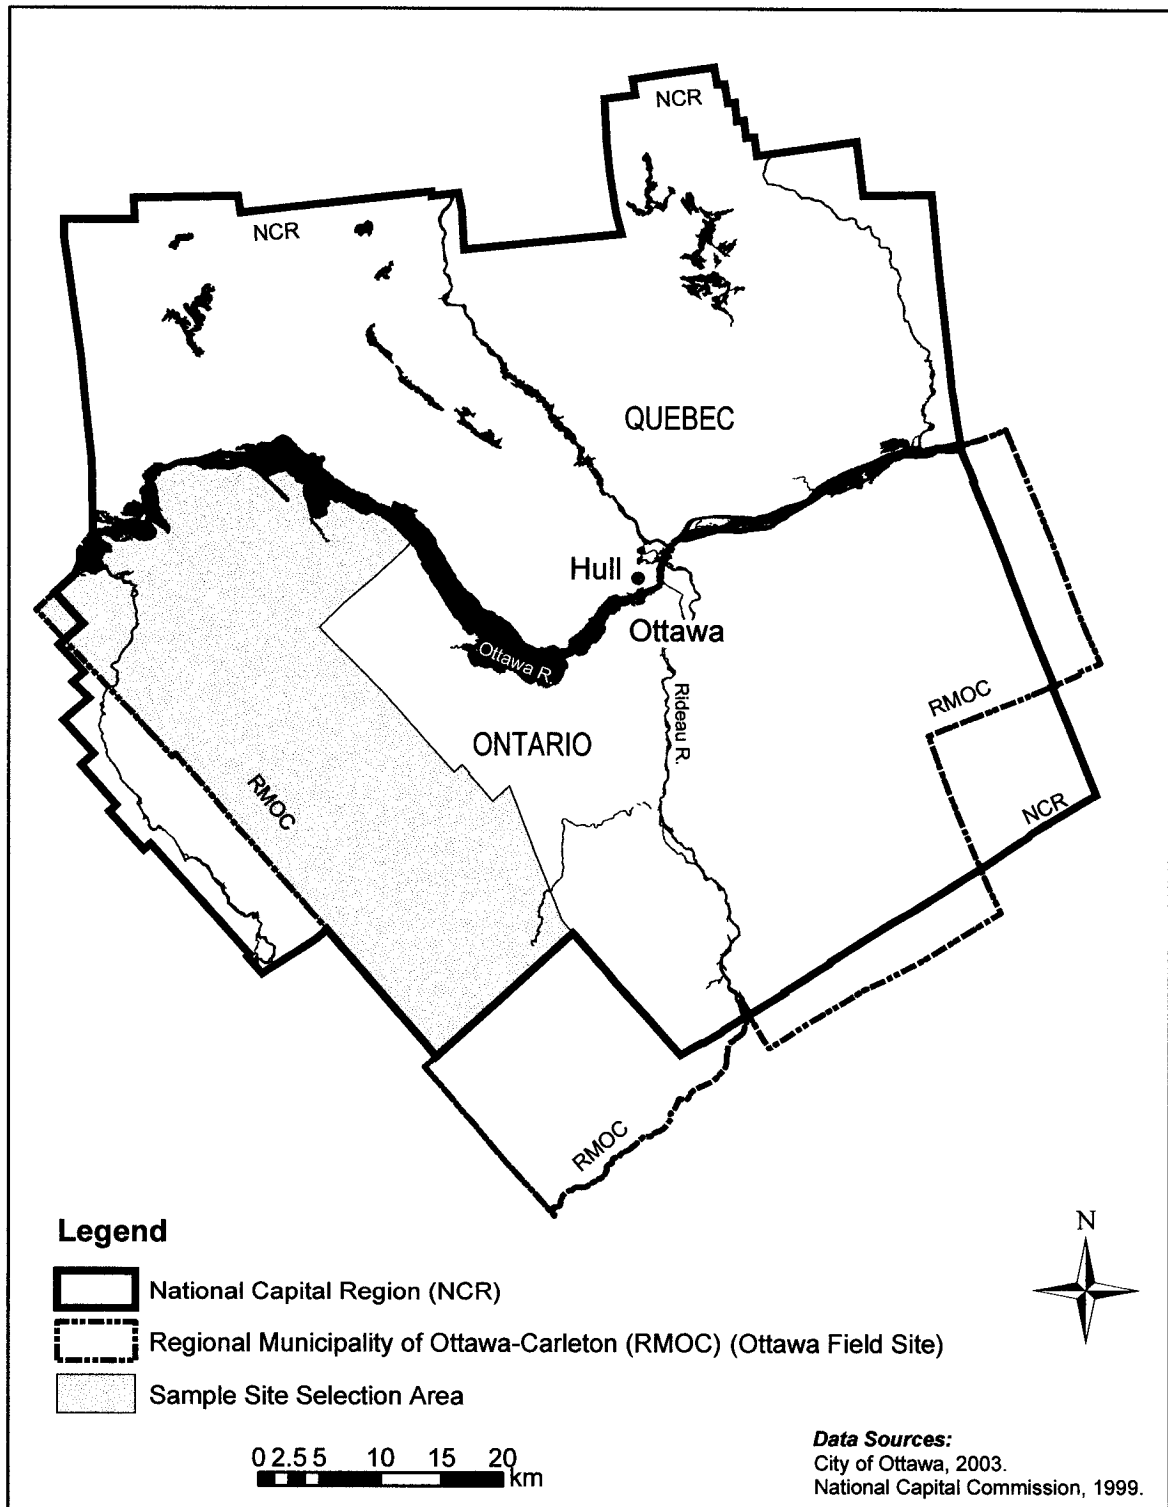 NCR
NCR
QUEBEC
Hull
Ottawa
Ottawa R.
Rideau R.
RMOC
ONTARIO
RMOC
NCR
RMOC
Legend
National Capital Region (NCR)
Regional Municipality of Ottawa-Carleton (RMOC) (Ottawa Field Site)
Sample Site Selection Area
N
0 2.5 5 10 15 20
km
Data Sources:
City of Ottawa, 2003.
National Capital Commission, 1999.